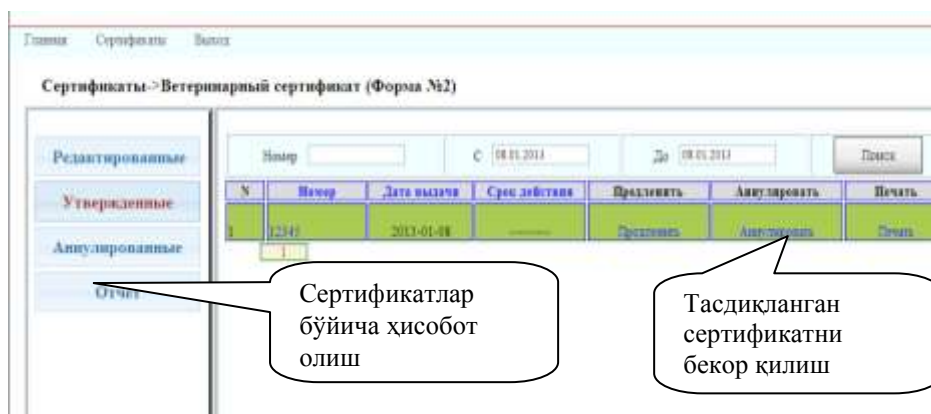 Главная Сертификаты Выход
Сертификаты->Ветеринарный сертификат (Форма №2)
Редактированные
Утвержденные
Аннулированные
Отчет
Номер С 08.01.2013 До 08.01.2013 Поиск
N Номер Дата выдачи Срок действия Продлевать Аннулировать Печать
1 12345 2013-01-08 ---------- Продлевать Аннулировать Печать
1
Сертификатлар
бўйича ҳисобот
олиш
Тасдиқланган
сертификатни
бекор қилиш